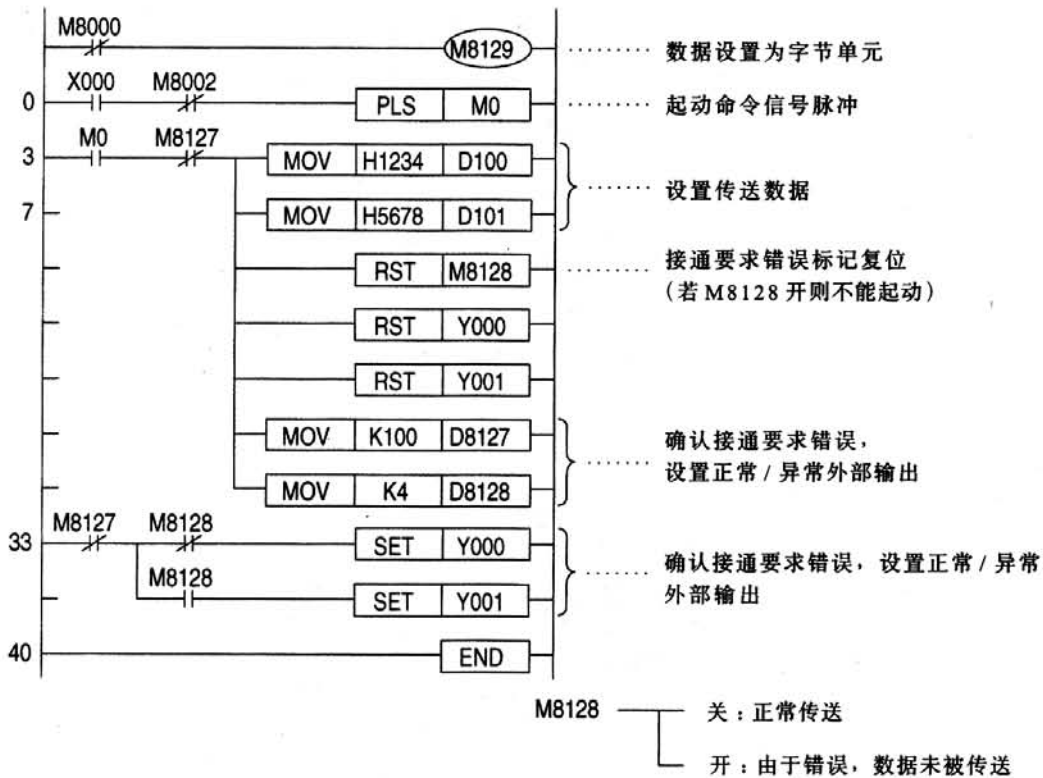 M8000
M8129 数据设置为字节单元
X000 M8002
0 PLS M0 起动命令信号脉冲
M0 M8127
3 MOV H1234 D100
设置传送数据
7 MOV H5678 D101
RST M8128 接通要求错误标记复位
(若M8128开则不能起动)
RST Y000
RST Y001
MOV K100 D8127 确认接通要求错误,
设置正常/异常外部输出
MOV K4 D8128
M8127 M8128
33 SET Y000
确认接通要求错误,设置正常/异常
外部输出
M8128
SET Y001
40 END
M8128 关:正常传送
开:由于错误,数据未被传送